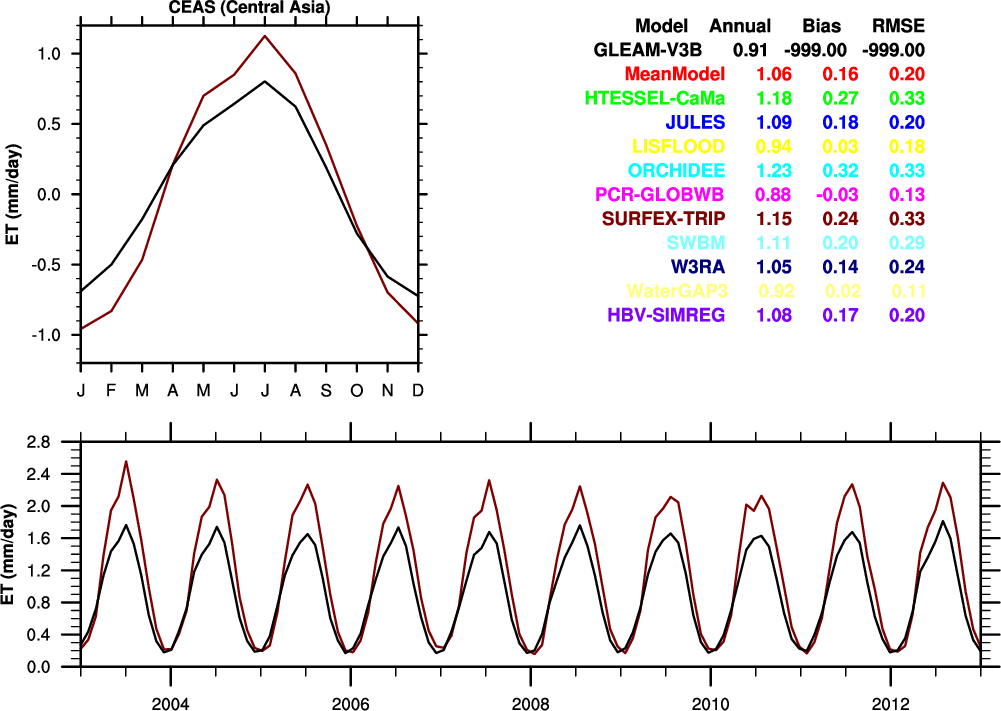 CEAS (Central Asia)
Model Annual Bias RMSE
GLEAM-V3B 0.91 -999.00 -999.00
MeanModel 1.06 0.16 0.20
HTESSEL-CaMa 1.18 0.27 0.33
JULES 1.09 0.18 0.20
LISFLOOD 0.94 0.03 0.18
ORCHIDEE 1.23 0.32 0.33
PCR-GLOBWB 0.88 -0.03 0.13
SURFEX-TRIP 1.15 0.24 0.33
SWBM 1.11 0.20 0.29
W3RA 1.05 0.14 0.24
WaterGAP3 0.92 0.02 0.11
HBV-SIMREG 1.08 0.17 0.20
ET (mm/day)
1.0
0.5
0.0
-0.5
-1.0
J F M A M J J A S O N D
ET (mm/day)
2.8
2.4
2.0
1.6
1.2
0.8
0.4
0.0
2004 2006 2008 2010 2012